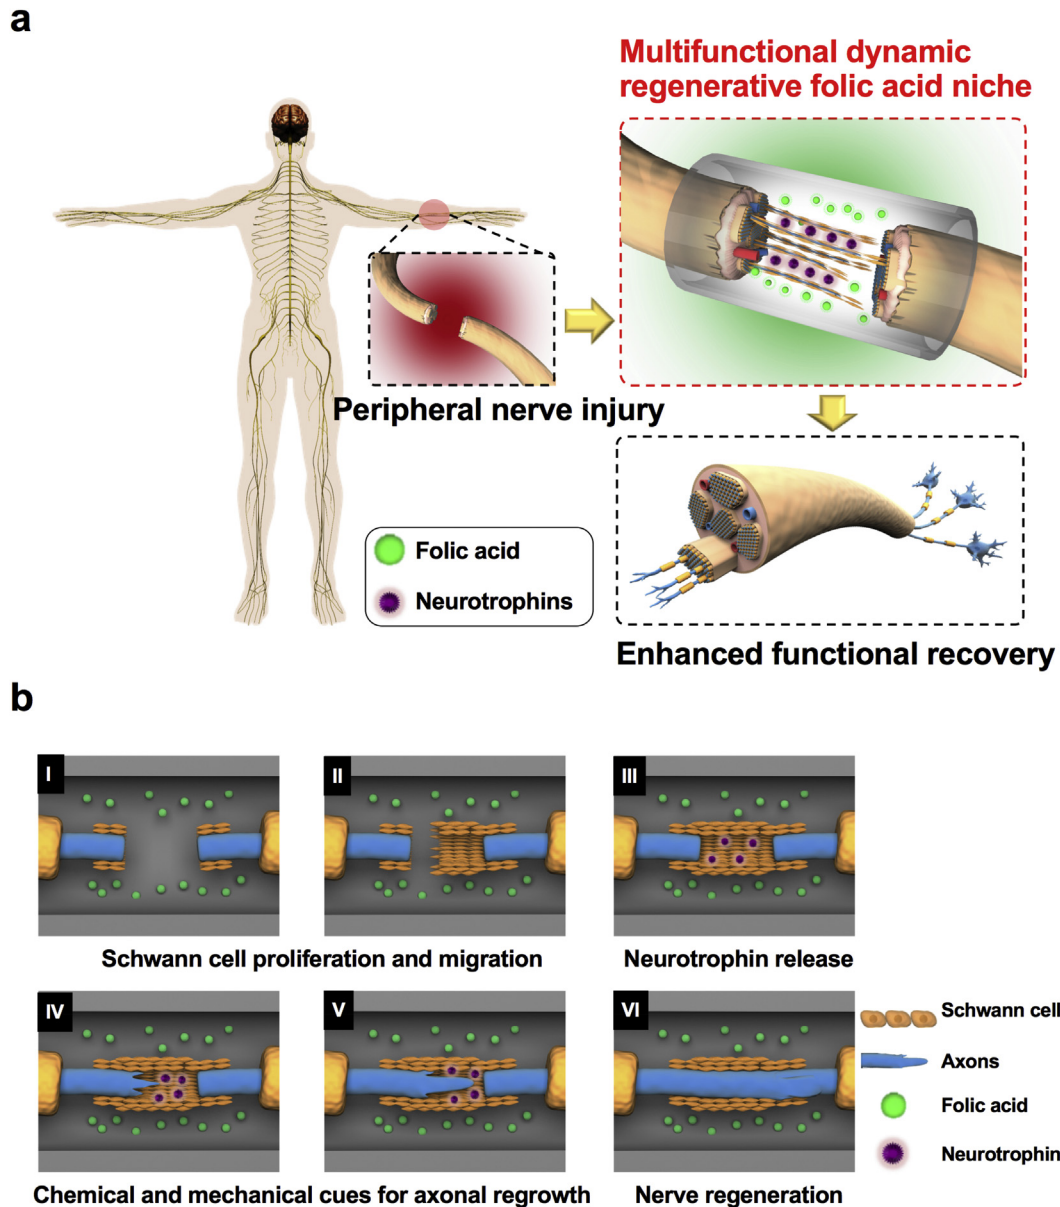 a
Multifunctional dynamic
regenerative folic acid niche
Peripheral nerve injury
Folic acid
Neurotrophins
Enhanced functional recovery
b
I
II
III
Schwann cell proliferation and migration
Neurotrophin release
IV
V
VI
Schwann cell
Axons
Folic acid
Neurotrophin
Chemical and mechanical cues for axonal regrowth
Nerve regeneration